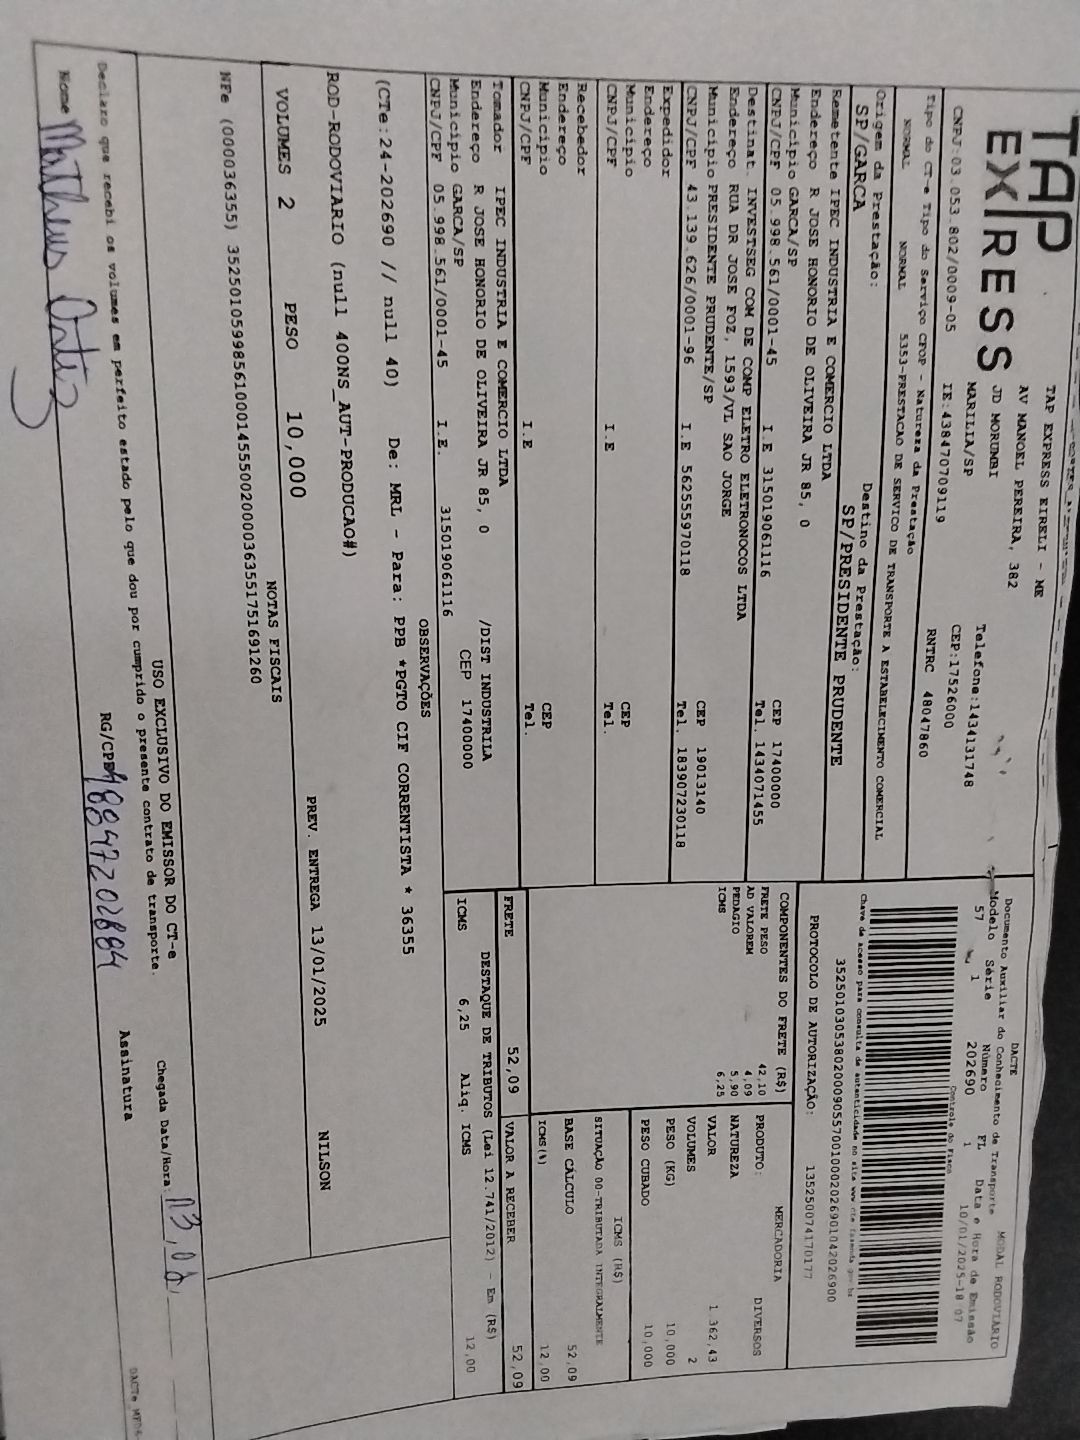 TAP
EXPRESS
TAP EXPRESS EIRELI - ME
AV MANOEL PEREIRA, 382
JD MORUMBI
MARILIA/SP
Telefone:1434131748
CEP:17526000
CNPJ:03.053.802/0009-05 IE:438470709119 RNTRC 48047860
Tipo do CT-e Tipo do Serviço CFOP - Natureza da Prestação
NORMAL NORMAL 5353-PRESTACAO DE SERVICO DE TRANSPORTE A ESTABELECIMENTO COMERCIAL
Origem da Prestação: Destino da Prestação:
SP/GARCA SP/PRESIDENTE PRUDENTE
Remetente IPEC INDUSTRIA E COMERCIO LTDA
Endereço R JOSE HONORIO DE OLIVEIRA JR 85, 0
Município GARCA/SP CEP 17400000
CNPJ/CPF 05.998.561/0001-45 I.E 315019061116 Tel. 1434071455
Destinat. INVESTSEG COM DE COMP ELETRO ELETRONOCOS LTDA
Endereço RUA DR JOSE FOZ, 1593/VL SAO JORGE
Município PRESIDENTE PRUDENTE/SP CEP 19013140
CNPJ/CPF 43.139.626/0001-96 I.E 562555970118 Tel. 183907230118
Expedidor
Endereço
Município CEP
CNPJ/CPF I.E Tel.
Recebedor
Endereço
Município CEP
CNPJ/CPF I.E Tel.
Tomador IPEC INDUSTRIA E COMERCIO LTDA
Endereço R JOSE HONORIO DE OLIVEIRA JR 85, 0 /DIST INDUSTRILA
Município GARCA/SP CEP 17400000
CNPJ/CPF 05.998.561/0001-45 I.E. 315019061116
DACTE
Documento Auxiliar do Conhecimento de Transporte MODAL RODOVIÁRIO
Modelo Série Número FL Data e Hora de Emissão
57 1 202690 1 10/01/2025-18 07
Controle do Fisco
Chave de acesso para consulta de autenticidade no site www.cte.fazenda.gov.br
35250103053802000905570010002026901042026900
PROTOCOLO DE AUTORIZAÇÃO: 135250074170177
COMPONENTES DO FRETE (R$)
FRETE PESO 42,10
AD VALOREM 4,09
PEDAGIO 5,90
ICMS 6,25
MERCADORIA
PRODUTO: DIVERSOS
NATUREZA
VALOR 1.362,43
VOLUMES 2
PESO (KG) 10,000
PESO CUBADO 10,000
ICMS (R$)
SITUAÇÃO 00-TRIBUTADA INTEGRALMENTE
BASE CÁLCULO 52,09
ICMS(%) 12,00
FRETE 52,09 VALOR A RECEBER 52,09
DESTAQUE DE TRIBUTOS (Lei 12.741/2012) - Em (R$)
ICMS 6,25 Aliq. ICMS 12,00
OBSERVAÇÕES
(CTe:24-202690 // null 40) De: MRL - Para: PPB *PGTO CIF CORRENTISTA * 36355
ROD-RODOVIARIO (null 400NS_AUT-PRODUCAO#)
VOLUMES 2 PESO 10,000 PREV. ENTREGA 13/01/2025 NILSON
NOTAS FISCAIS
NFe (000036355) 35250105998561000145550020000363551751691260
USO EXCLUSIVO DO EMISSOR DO CT-e
Declaro que recebi os volumes em perfeito estado pelo que dou por cumprido o presente contrato de transporte.
Chegada Data/Hora
Nome Matheus RG/CPF 48847202884 Assinatura